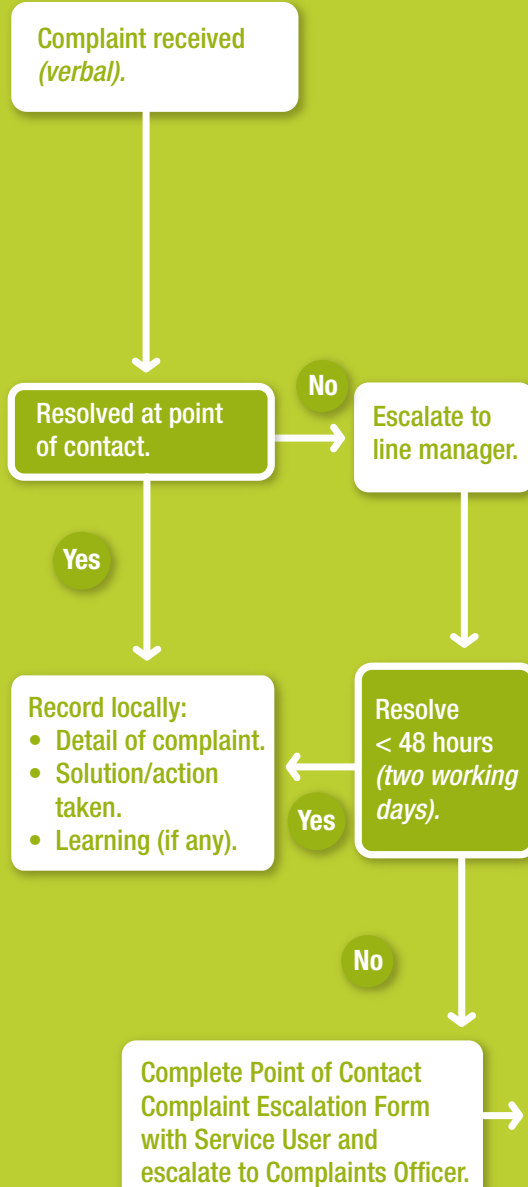 Complaint received
(verbal).
Resolved at point
of contact.
No
Escalate to
line manager.
Yes
Record locally:
• Detail of complaint.
• Solution/action
taken.
• Learning (if any).
Resolve
< 48 hours
(two working
days).
Yes
No
Complete Point of Contact
Complaint Escalation Form
with Service User and
escalate to Complaints Officer.